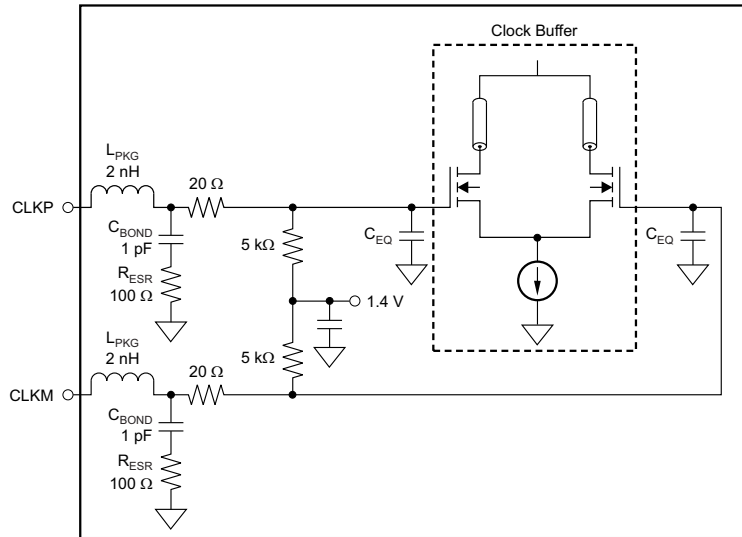 Clock Buffer
L_PKG
2 nH
20 Ω
CLKP
C_BOND
1 pF
5 kΩ
C_EQ
C_EQ
R_ESR
100 Ω
1.4 V
L_PKG
2 nH
5 kΩ
20 Ω
CLKM
C_BOND
1 pF
R_ESR
100 Ω